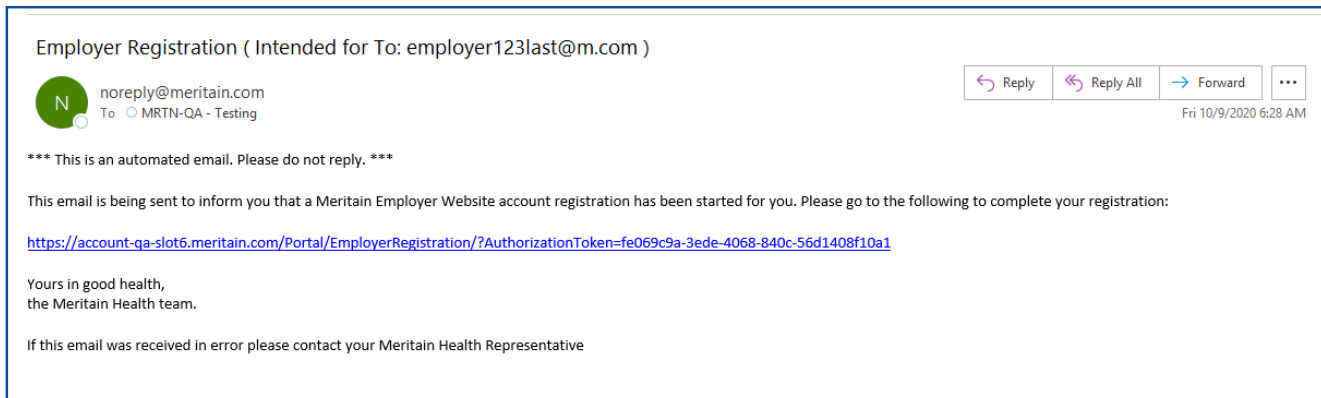 Employer Registration ( Intended for To: employer123last@m.com )
N
noreply@meritain.com
To MRTN-QA - Testing
Reply
Reply All
Forward
...
Fri 10/9/2020 6:28 AM
*** This is an automated email. Please do not reply. ***
This email is being sent to inform you that a Meritain Employer Website account registration has been started for you. Please go to the following to complete your registration:
https://account-qa-slot6.meritain.com/Portal/EmployerRegistration/?AuthorizationToken=fe069c9a-3ede-4068-840c-56d1408f10a1
Yours in good health,
the Meritain Health team.
If this email was received in error please contact your Meritain Health Representative